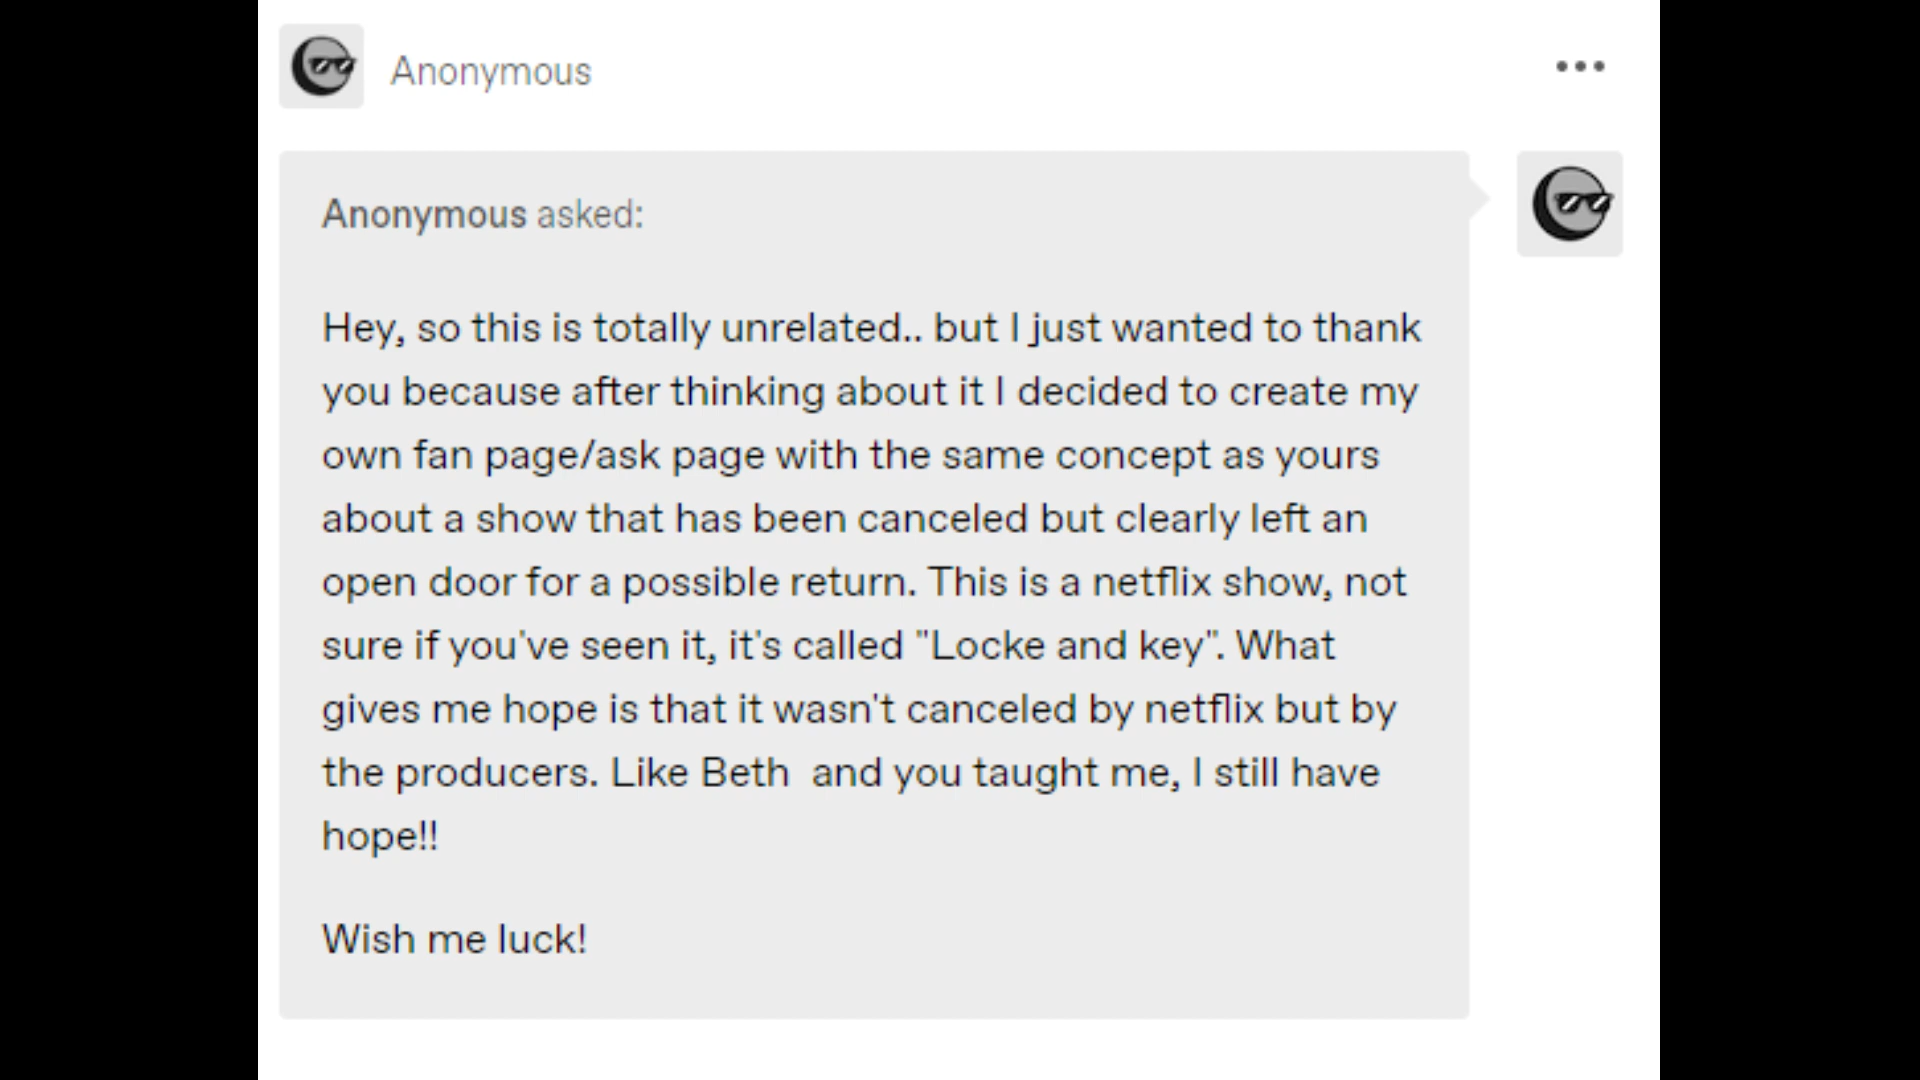 Anonymous
Anonymous asked:
Hey, so this is totally unrelated.. but I just wanted to thank
you because after thinking about it I decided to create my
own fan page/ask page with the same concept as yours
about a show that has been canceled but clearly left an
open door for a possible return. This is a netflix show, not
sure if you've seen it, it's called "Locke and key". What
gives me hope is that it wasn't canceled by netflix but by
the producers. Like Beth  and you taught me, I still have
hope!!
Wish me luck!